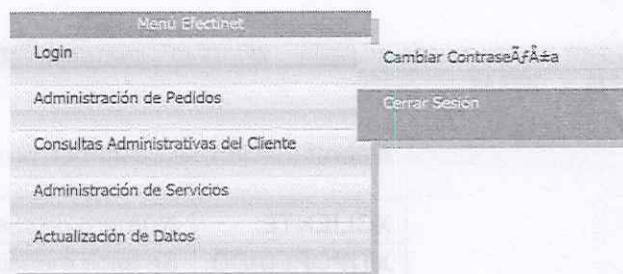 Menú Efectinet
Login
Cambiar ContraseÃƒÂ±a
Cerrar Sesión
Administración de Pedidos
Consultas Administrativas del Cliente
Administración de Servicios
Actualización de Datos